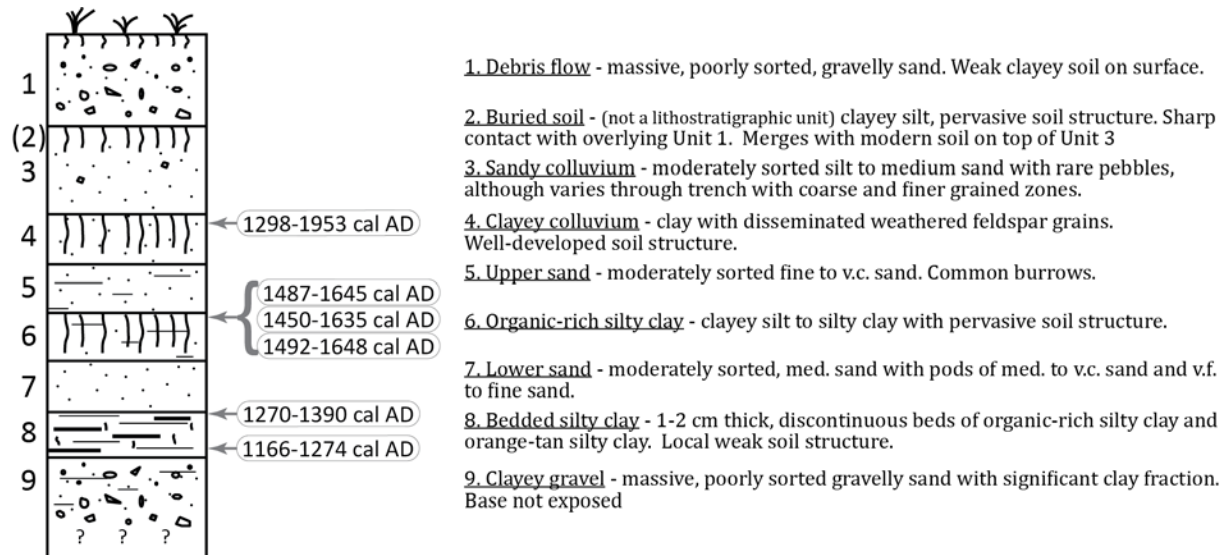 1
(2)
3
4
5
6
7
8
9
? ? ?
1298-1953 cal AD
1487-1645 cal AD
1450-1635 cal AD
1492-1648 cal AD
1270-1390 cal AD
1166-1274 cal AD
1. Debris flow - massive, poorly sorted, gravelly sand. Weak clayey soil on surface.
2. Buried soil - (not a lithostratigraphic unit) clayey silt, pervasive soil structure. Sharp
contact with overlying Unit 1. Merges with modern soil on top of Unit 3
3. Sandy colluvium - moderately sorted silt to medium sand with rare pebbles,
although varies through trench with coarse and finer grained zones.
4. Clayey colluvium - clay with disseminated weathered feldspar grains.
Well-developed soil structure.
5. Upper sand - moderately sorted fine to v.c. sand. Common burrows.
6. Organic-rich silty clay - clayey silt to silty clay with pervasive soil structure.
7. Lower sand - moderately sorted, med. sand with pods of med. to v.c. sand and v.f.
to fine sand.
8. Bedded silty clay - 1-2 cm thick, discontinuous beds of organic-rich silty clay and
orange-tan silty clay. Local weak soil structure.
9. Clayey gravel - massive, poorly sorted gravelly sand with significant clay fraction.
Base not exposed